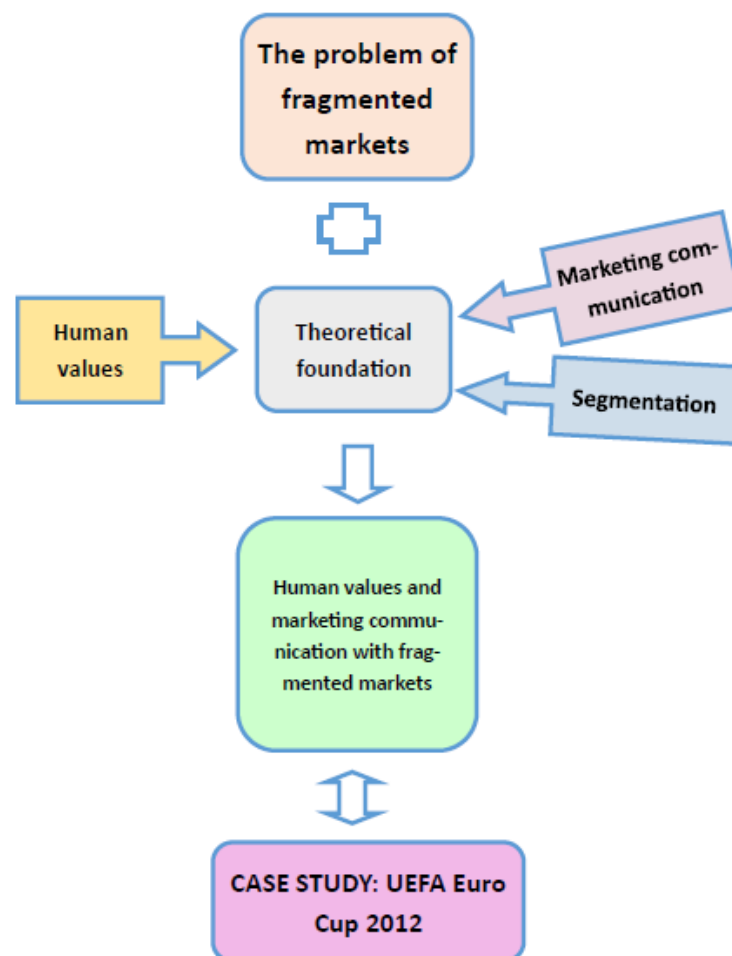 The problem of
fragmented
markets
Marketing com-
munication
Human
values
Theoretical
foundation
Segmentation
Human values and
marketing commu-
nication with frag-
mented markets
CASE STUDY: UEFA Euro
Cup 2012